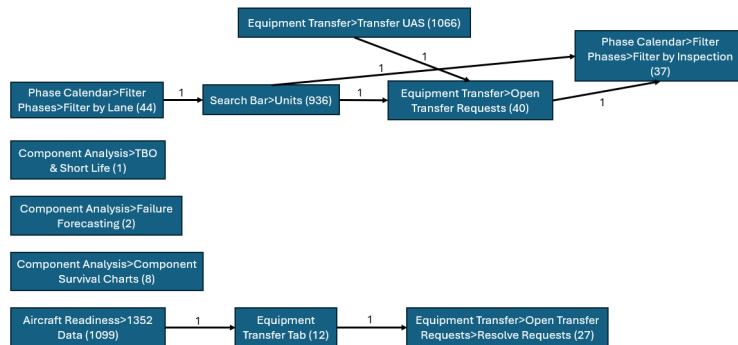 Equipment Transfer>Transfer UAS (1066)
1
1
Phase Calendar>Filter
Phases>Filter by Inspection
(37)
Phase Calendar>Filter
Phases>Filter by Lane (44)
1
Search Bar>Units (936)
1
Equipment Transfer>Open
Transfer Requests (40)
1
Component Analysis>TBO
& Short Life (1)
Component Analysis>Failure
Forecasting (2)
Component Analysis>Component
Survival Charts (8)
Aircraft Readiness>1352
Data (1099)
1
Equipment
Transfer Tab (12)
1
Equipment Transfer>Open Transfer
Requests>Resolve Requests (27)